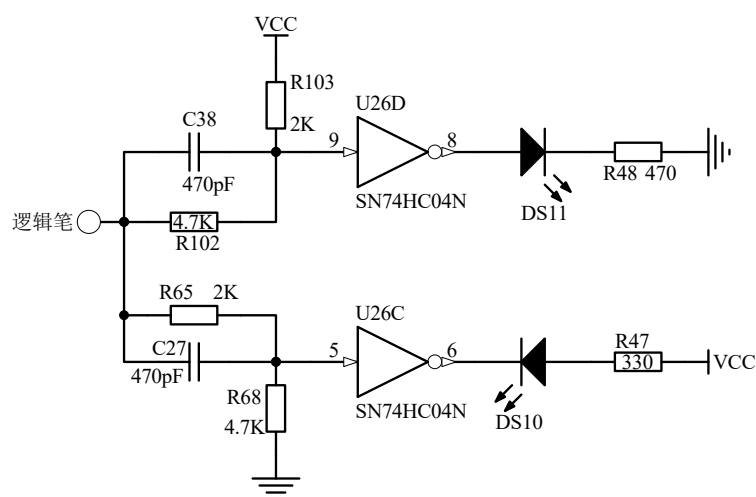 VCC
R103
2K
C38
470pF
U26D
9
8
SN74HC04N
DS11
R48 470
逻辑笔
4.7K
R102
R65 2K
C27
470pF
U26C
5
6
SN74HC04N
R68
4.7K
DS10
R47
330
VCC